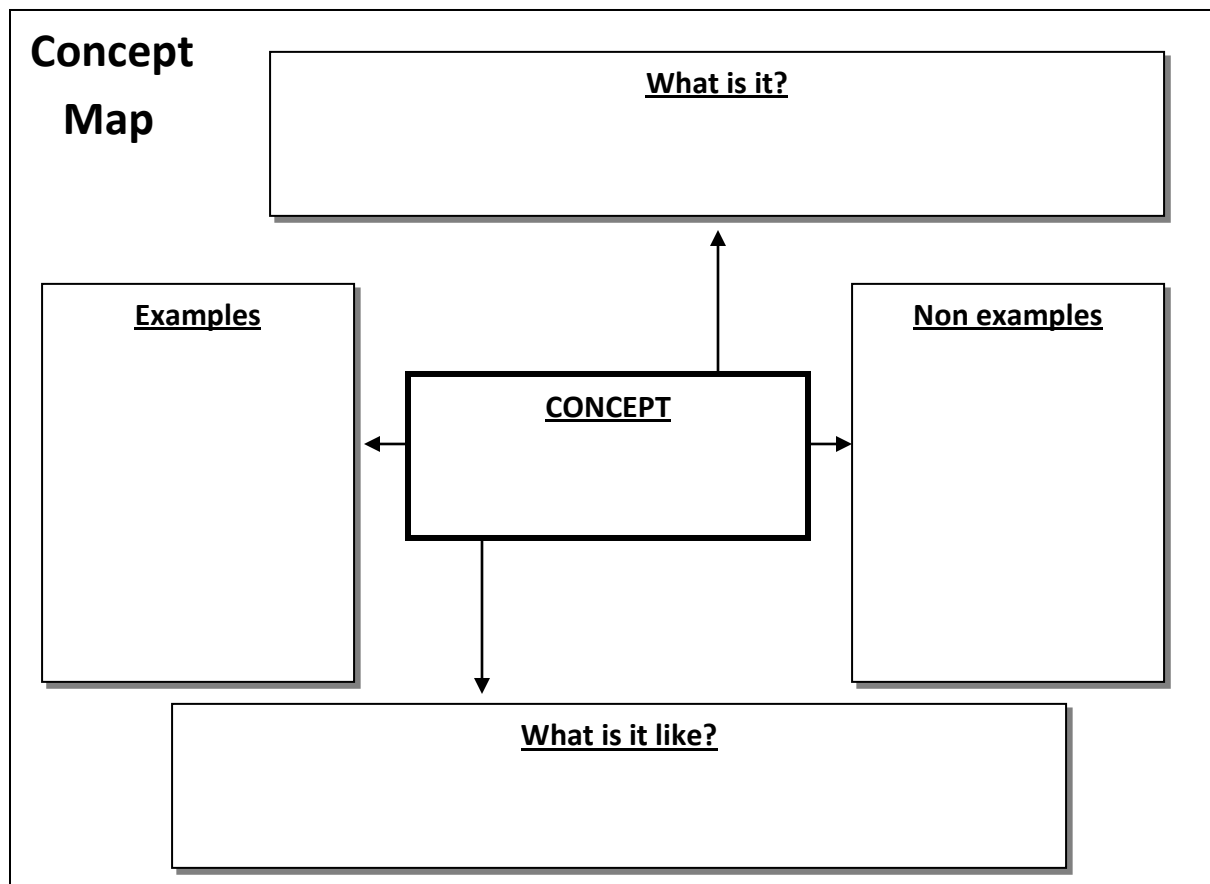 Concept
Map
What is it?
Examples
Non examples
CONCEPT
What is it like?